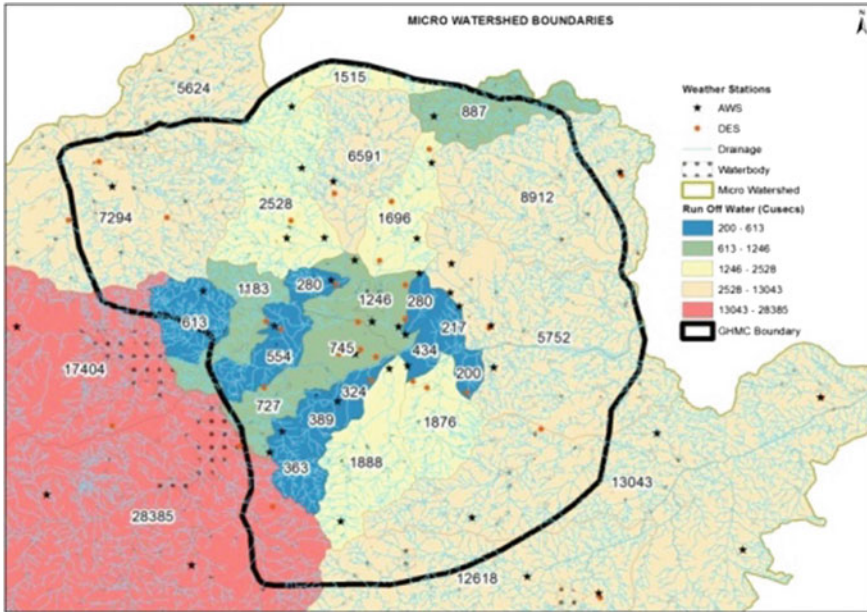 MICRO WATERSHED BOUNDARIES
N
1515
5624
887
6591
8912
7294
2528
1696
1183
280
1246
280
613
217
5752
745
554
434
200
17404
324
727
389
1876
363
1888
13043
28385
12618
Weather Stations
AWS
DES
Drainage
Waterbody
Micro Watershed
Run Off Water (Cusecs)
200 - 613
613 - 1246
1246 - 2528
2528 - 13043
13043 - 28385
GHMC Boundary